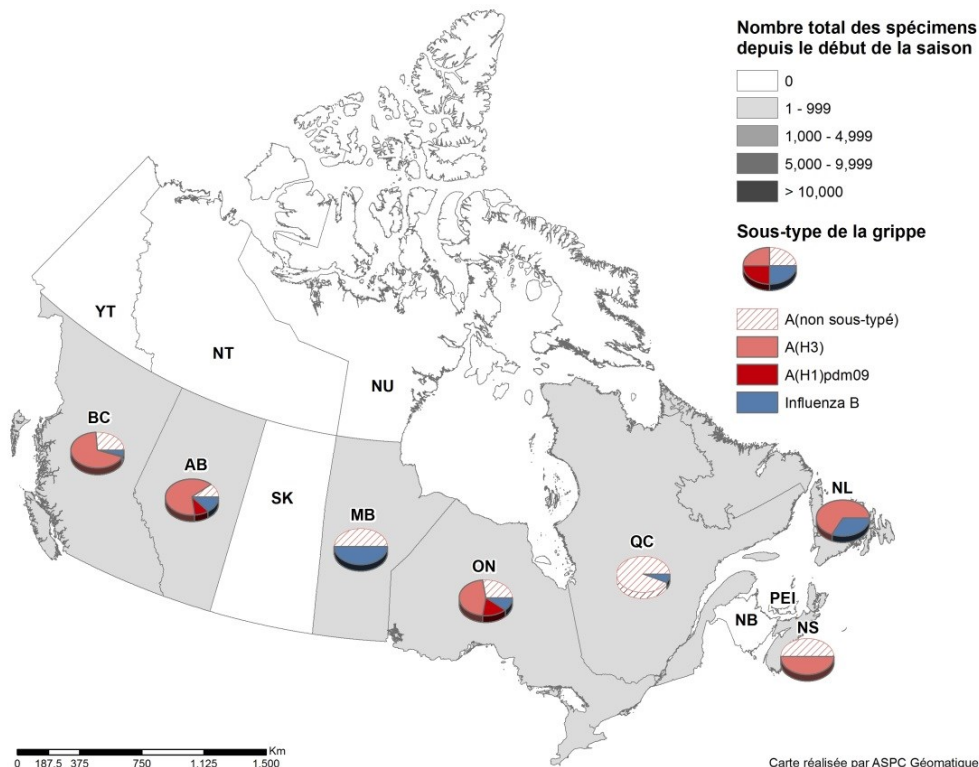 Nombre total des spécimens
depuis le début de la saison
0
1 - 999
1,000 - 4,999
5,000 - 9,999
> 10,000
Sous-type de la grippe
A(non sous-typé)
A(H3)
A(H1)pdm09
Influenza B
YT
NT
NU
BC
AB
SK
MB
ON
QC
NL
PEI
NB
NS
Km
0 187.5 375 750 1.125 1.500
Carte réalisée par ASPC Géomatique